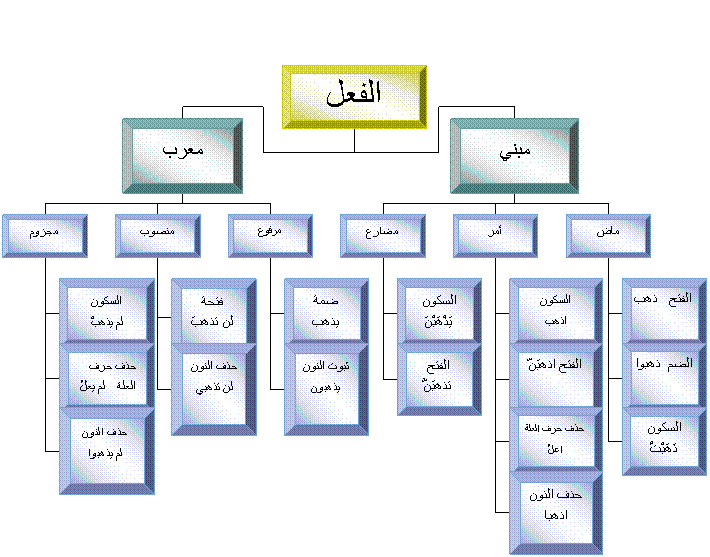 الفعل
مبني
معرب
ماض
أمر
مضارع
مرفوع
منصوب
مجزوم
الفتح ذهب
الضم ذهبوا
السكون
ذَهَبْتُ
السكون
اذهب
الفتح اذهبَنّ
حذف حرف العلة
اعلُ
حذف النون
اذهبا
السكون
يَذْهَبْنَ
الفتح
تذهبَنَّ
ضمة
يذهب
ثبوت النون
يذهبون
فتحة
لن تذهبَ
حذف النون
لن تذهبي
السكون
لم يذهبْ
حذف حرف
العلة لم يعلُ
حذف النون
لم يذهبوا